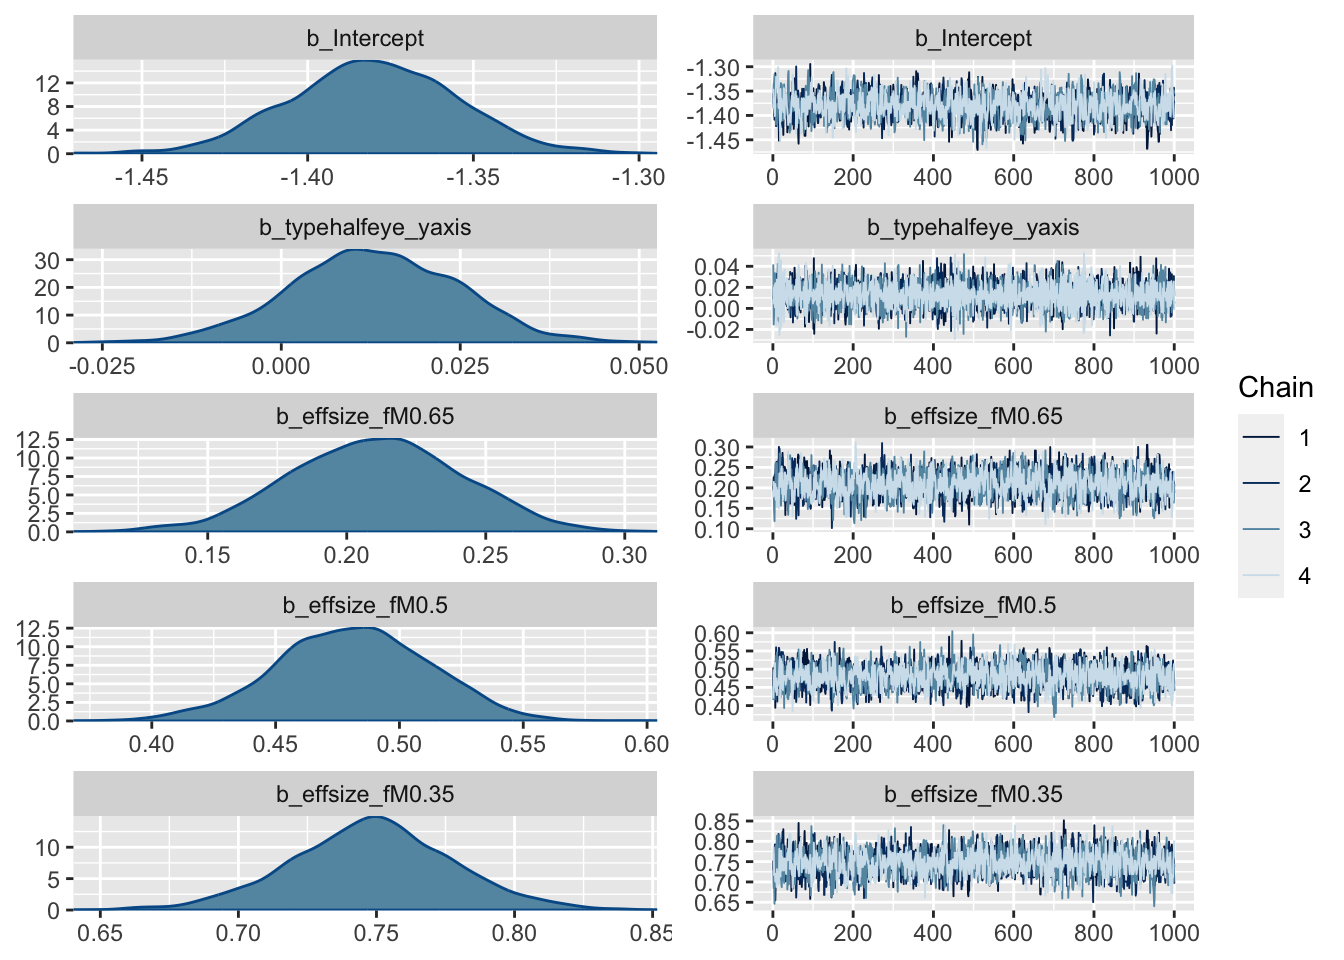 b_Intercept
12
8
4
0
-1.45 -1.40 -1.35 -1.30
b_Intercept
-1.30
-1.35
-1.40
-1.45
0 200 400 600 800 1000
b_typehalfeye_yaxis
30
20
10
0
-0.025 0.000 0.025 0.050
b_typehalfeye_yaxis
0.04
0.02
0.00
-0.02
0 200 400 600 800 1000
b_effsize_fM0.65
12.5
10.0
7.5
5.0
2.5
0.0
0.15 0.20 0.25 0.30
b_effsize_fM0.65
0.30
0.25
0.20
0.15
0.10
0 200 400 600 800 1000
b_effsize_fM0.5
12.5
10.0
7.5
5.0
2.5
0.0
0.40 0.45 0.50 0.55 0.60
b_effsize_fM0.5
0.60
0.55
0.50
0.45
0.40
0 200 400 600 800 1000
b_effsize_fM0.35
10
5
0
0.65 0.70 0.75 0.80 0.85
b_effsize_fM0.35
0.85
0.80
0.75
0.70
0.65
0 200 400 600 800 1000
Chain
1
2
3
4